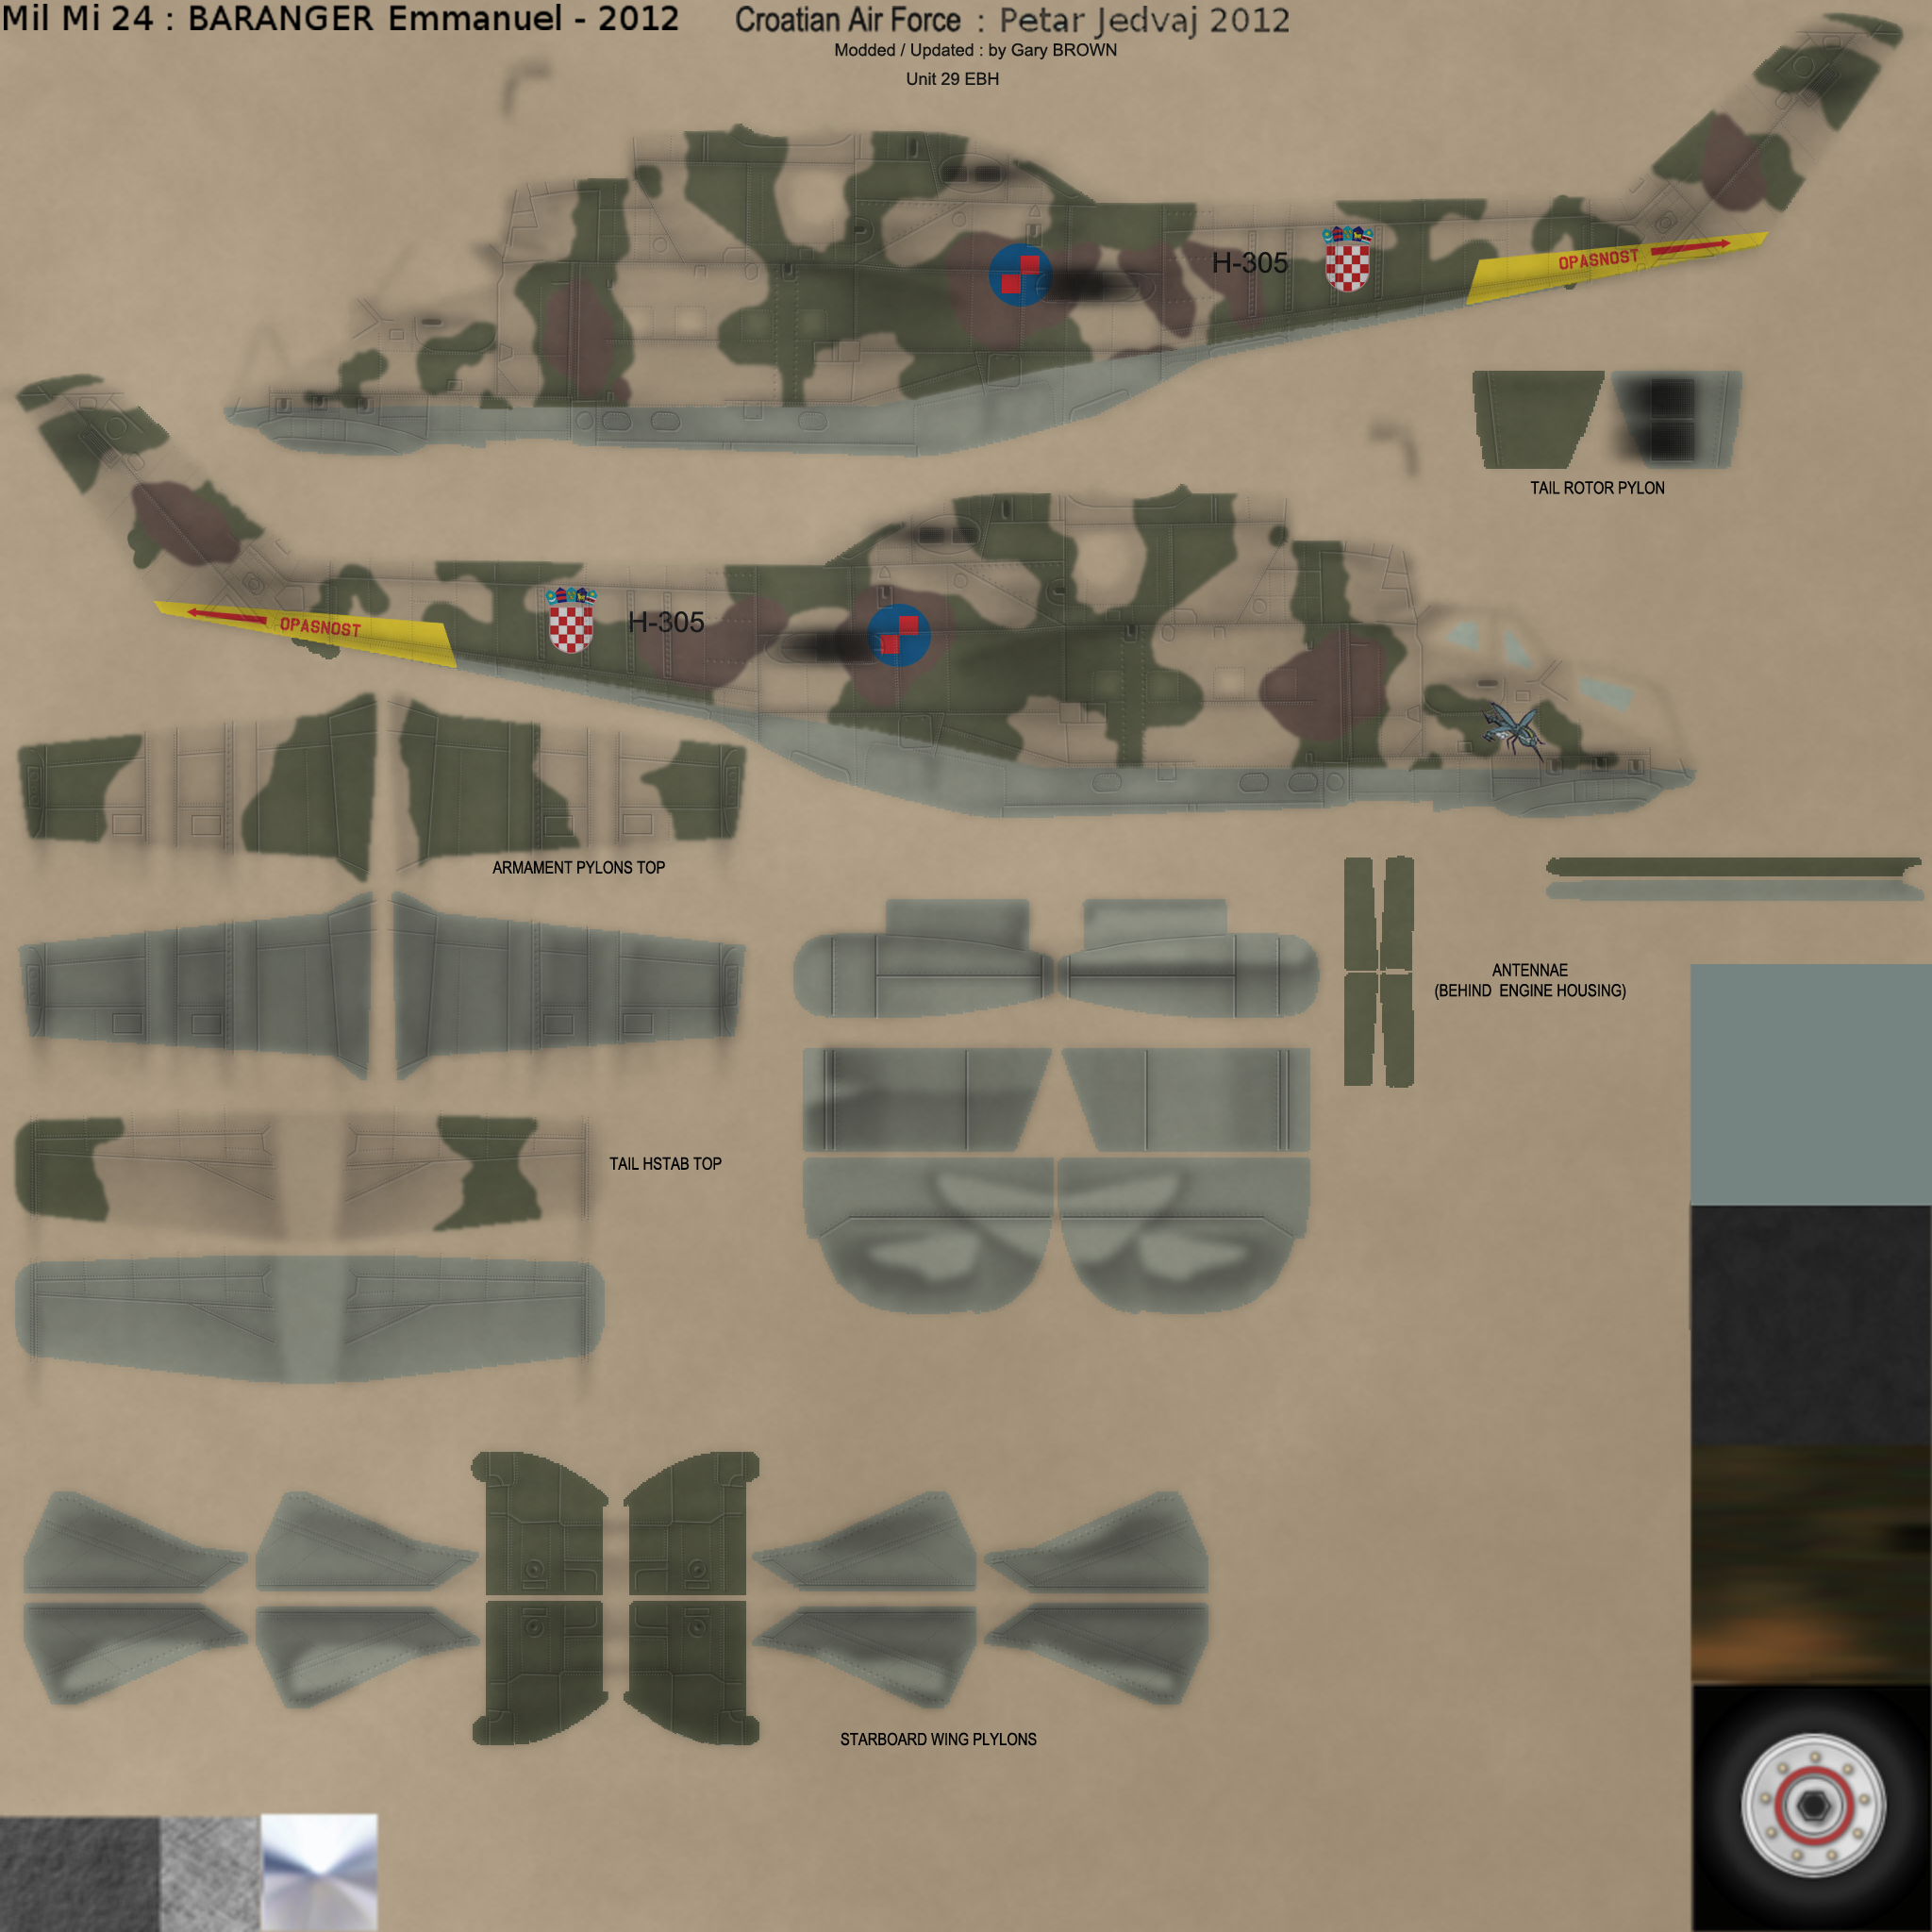 Mil Mi 24 : BARANGER Emmanuel - 2012
Croatian Air Force : Petar Jedvaj 2012
Modded / Updated : by Gary BROWN
Unit 29 EBH
H-305
OPASNOST
TAIL ROTOR PYLON
H-305
OPASNOST
ARMAMENT PYLONS TOP
ANTENNAE
(BEHIND ENGINE HOUSING)
TAIL HSTAB TOP
STARBOARD WING PLYLONS